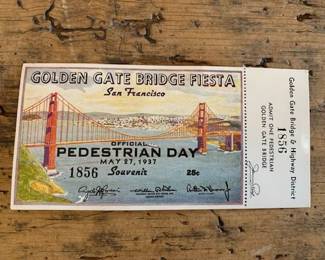 GOLDEN GATE BRIDGE FIESTA
San Francisco
OFFICIAL
PEDESTRIAN DAY
MAY 27, 1937
1856 Souvenir 25c
Golden Gate Bridge & Highway District
1856
ADMIT ONE PEDESTRIAN
GOLDEN GATE BRIDGE